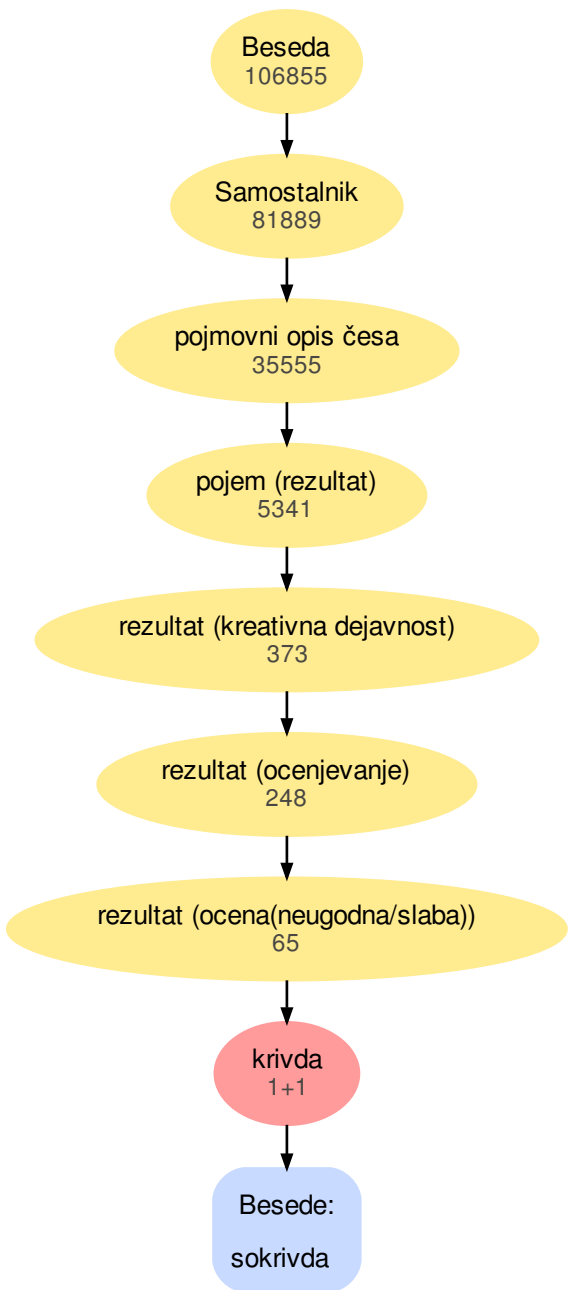 Beseda
106855
Samostalnik
81889
pojmovni opis česa
35555
pojem (rezultat)
5341
rezultat (kreativna dejavnost)
373
rezultat (ocenjevanje)
248
rezultat (ocena(neugodna/slaba))
65
krivda
1+1
Besede:
sokrivda